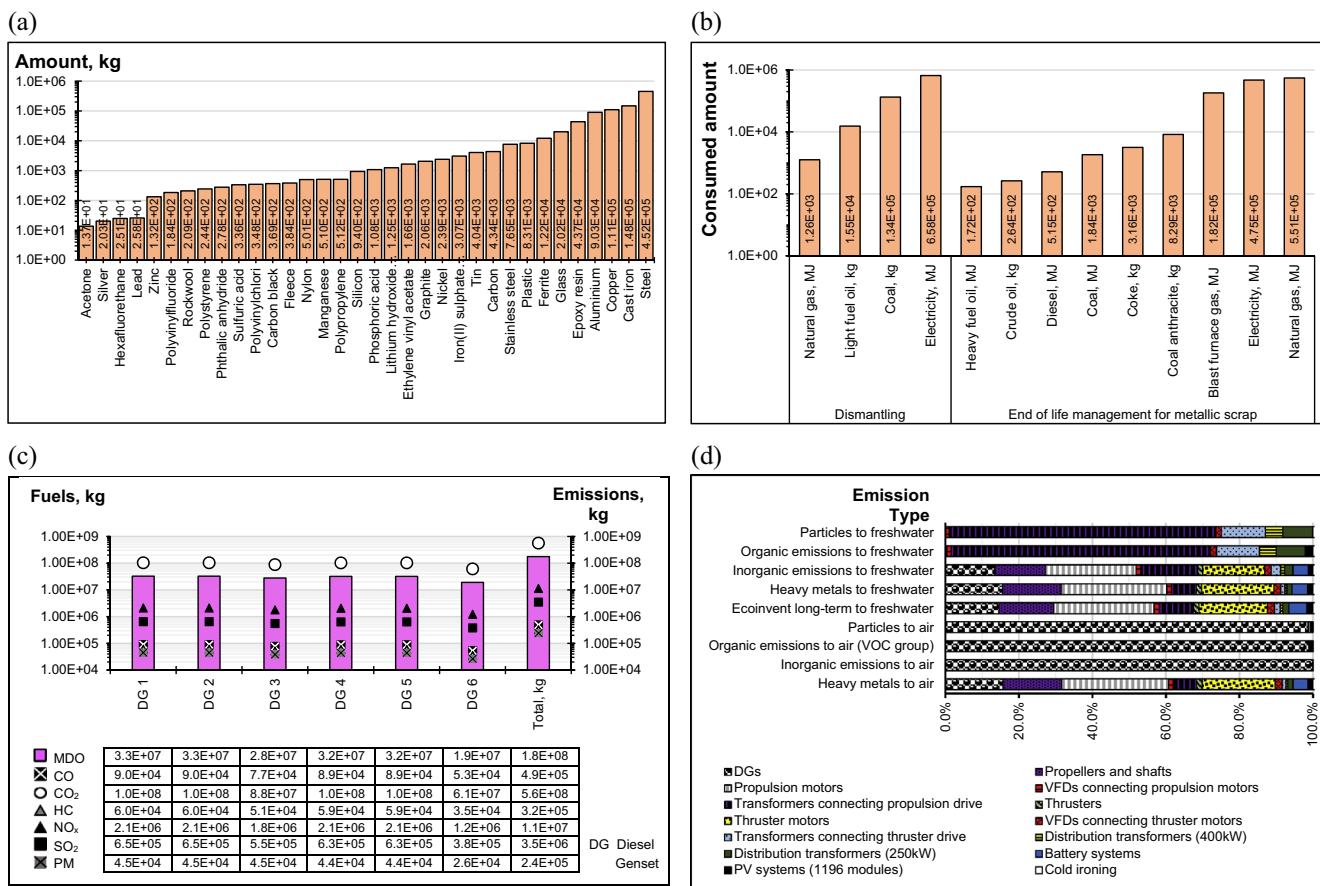 (a)
Amount, kg
1.0E+06
1.0E+05
1.0E+04
1.0E+03
1.0E+02
1.0E+01
1.0E+00
1.37E+01
2.03E+01
2.51E+01
2.58E+01
1.32E+02
1.84E+02
2.09E+02
2.44E+02
2.78E+02
3.36E+02
3.48E+02
3.69E+02
3.84E+02
5.01E+02
5.10E+02
5.12E+02
9.40E+02
1.08E+03
1.25E+03
1.66E+03
2.06E+03
2.39E+03
3.07E+03
4.04E+03
4.34E+03
7.65E+03
8.31E+03
1.22E+04
2.02E+04
4.37E+04
9.03E+04
1.11E+05
1.48E+05
4.52E+05
Acetone
Silver
Hexafluorethane
Lead
Zinc
Polyvinylfluoride
Rockwool
Polystyrene
Phthalic anhydride
Sulfuric acid
Polyvinylchlori
Carbon black
Fleece
Nylon
Manganese
Polypropylene
Silicon
Phosphoric acid
Lithium hydroxide…
Ethylene vinyl acetate
Graphite
Nickel
Iron(II) sulphate…
Tin
Carbon
Stainless steel
Plastic
Ferrite
Glass
Epoxy resin
Aluminium
Copper
Cast iron
Steel
(b)
Consumed amount
1.0E+06
1.0E+04
1.0E+02
1.0E+00
1.26E+03
1.55E+04
1.34E+05
6.58E+05
1.72E+02
2.64E+02
5.15E+02
1.84E+03
3.16E+03
8.29E+03
1.82E+05
4.75E+05
5.51E+05
Natural gas, MJ
Light fuel oil, kg
Coal, kg
Electricity, MJ
Heavy fuel oil, MJ
Crude oil, kg
Diesel, MJ
Coal, MJ
Coke, kg
Coal anthracite, kg
Blast furnace gas, MJ
Electricity, MJ
Natural gas, MJ
Dismantling
End of life management for metallic scrap
(c)
Fuels, kg
Emissions, kg
1.00E+09
1.00E+08
1.00E+07
1.00E+06
1.00E+05
1.00E+04
1.00E+09
1.00E+08
1.00E+07
1.00E+06
1.00E+05
1.00E+04
DG 1
DG 2
DG 3
DG 4
DG 5
DG 6
Total, kg
MDO 3.3E+07 3.3E+07 2.8E+07 3.2E+07 3.2E+07 1.9E+07 1.8E+08
CO 9.0E+04 9.0E+04 7.7E+04 8.9E+04 8.9E+04 5.3E+04 4.9E+05
CO₂ 1.0E+08 1.0E+08 8.8E+07 1.0E+08 1.0E+08 6.1E+07 5.6E+08
HC 6.0E+04 6.0E+04 5.1E+04 5.9E+04 5.9E+04 3.5E+04 3.2E+05
NOₓ 2.1E+06 2.1E+06 1.8E+06 2.1E+06 2.1E+06 1.2E+06 1.1E+07
SO₂ 6.5E+05 6.5E+05 5.5E+05 6.3E+05 6.3E+05 3.8E+05 3.5E+06
PM 4.5E+04 4.5E+04 4.5E+04 4.4E+04 4.4E+04 2.6E+04 2.4E+05
DG Diesel
Genset
(d)
Emission
Type
Particles to freshwater
Organic emissions to freshwater
Inorganic emissions to freshwater
Heavy metals to freshwater
Ecoinvent long-term to freshwater
Particles to air
Organic emissions to air (VOC group)
Inorganic emissions to air
Heavy metals to air
0.0%
20.0%
40.0%
60.0%
80.0%
100.0%
DGs
Propellers and shafts
Propulsion motors
VFDs connecting propulsion motors
Transformers connecting propulsion drive
Thrusters
Thruster motors
VFDs connecting thruster motors
Transformers connecting thruster drive
Distribution transformers (400kW)
Distribution transformers (250kW)
Battery systems
PV systems (1196 modules)
Cold ironing